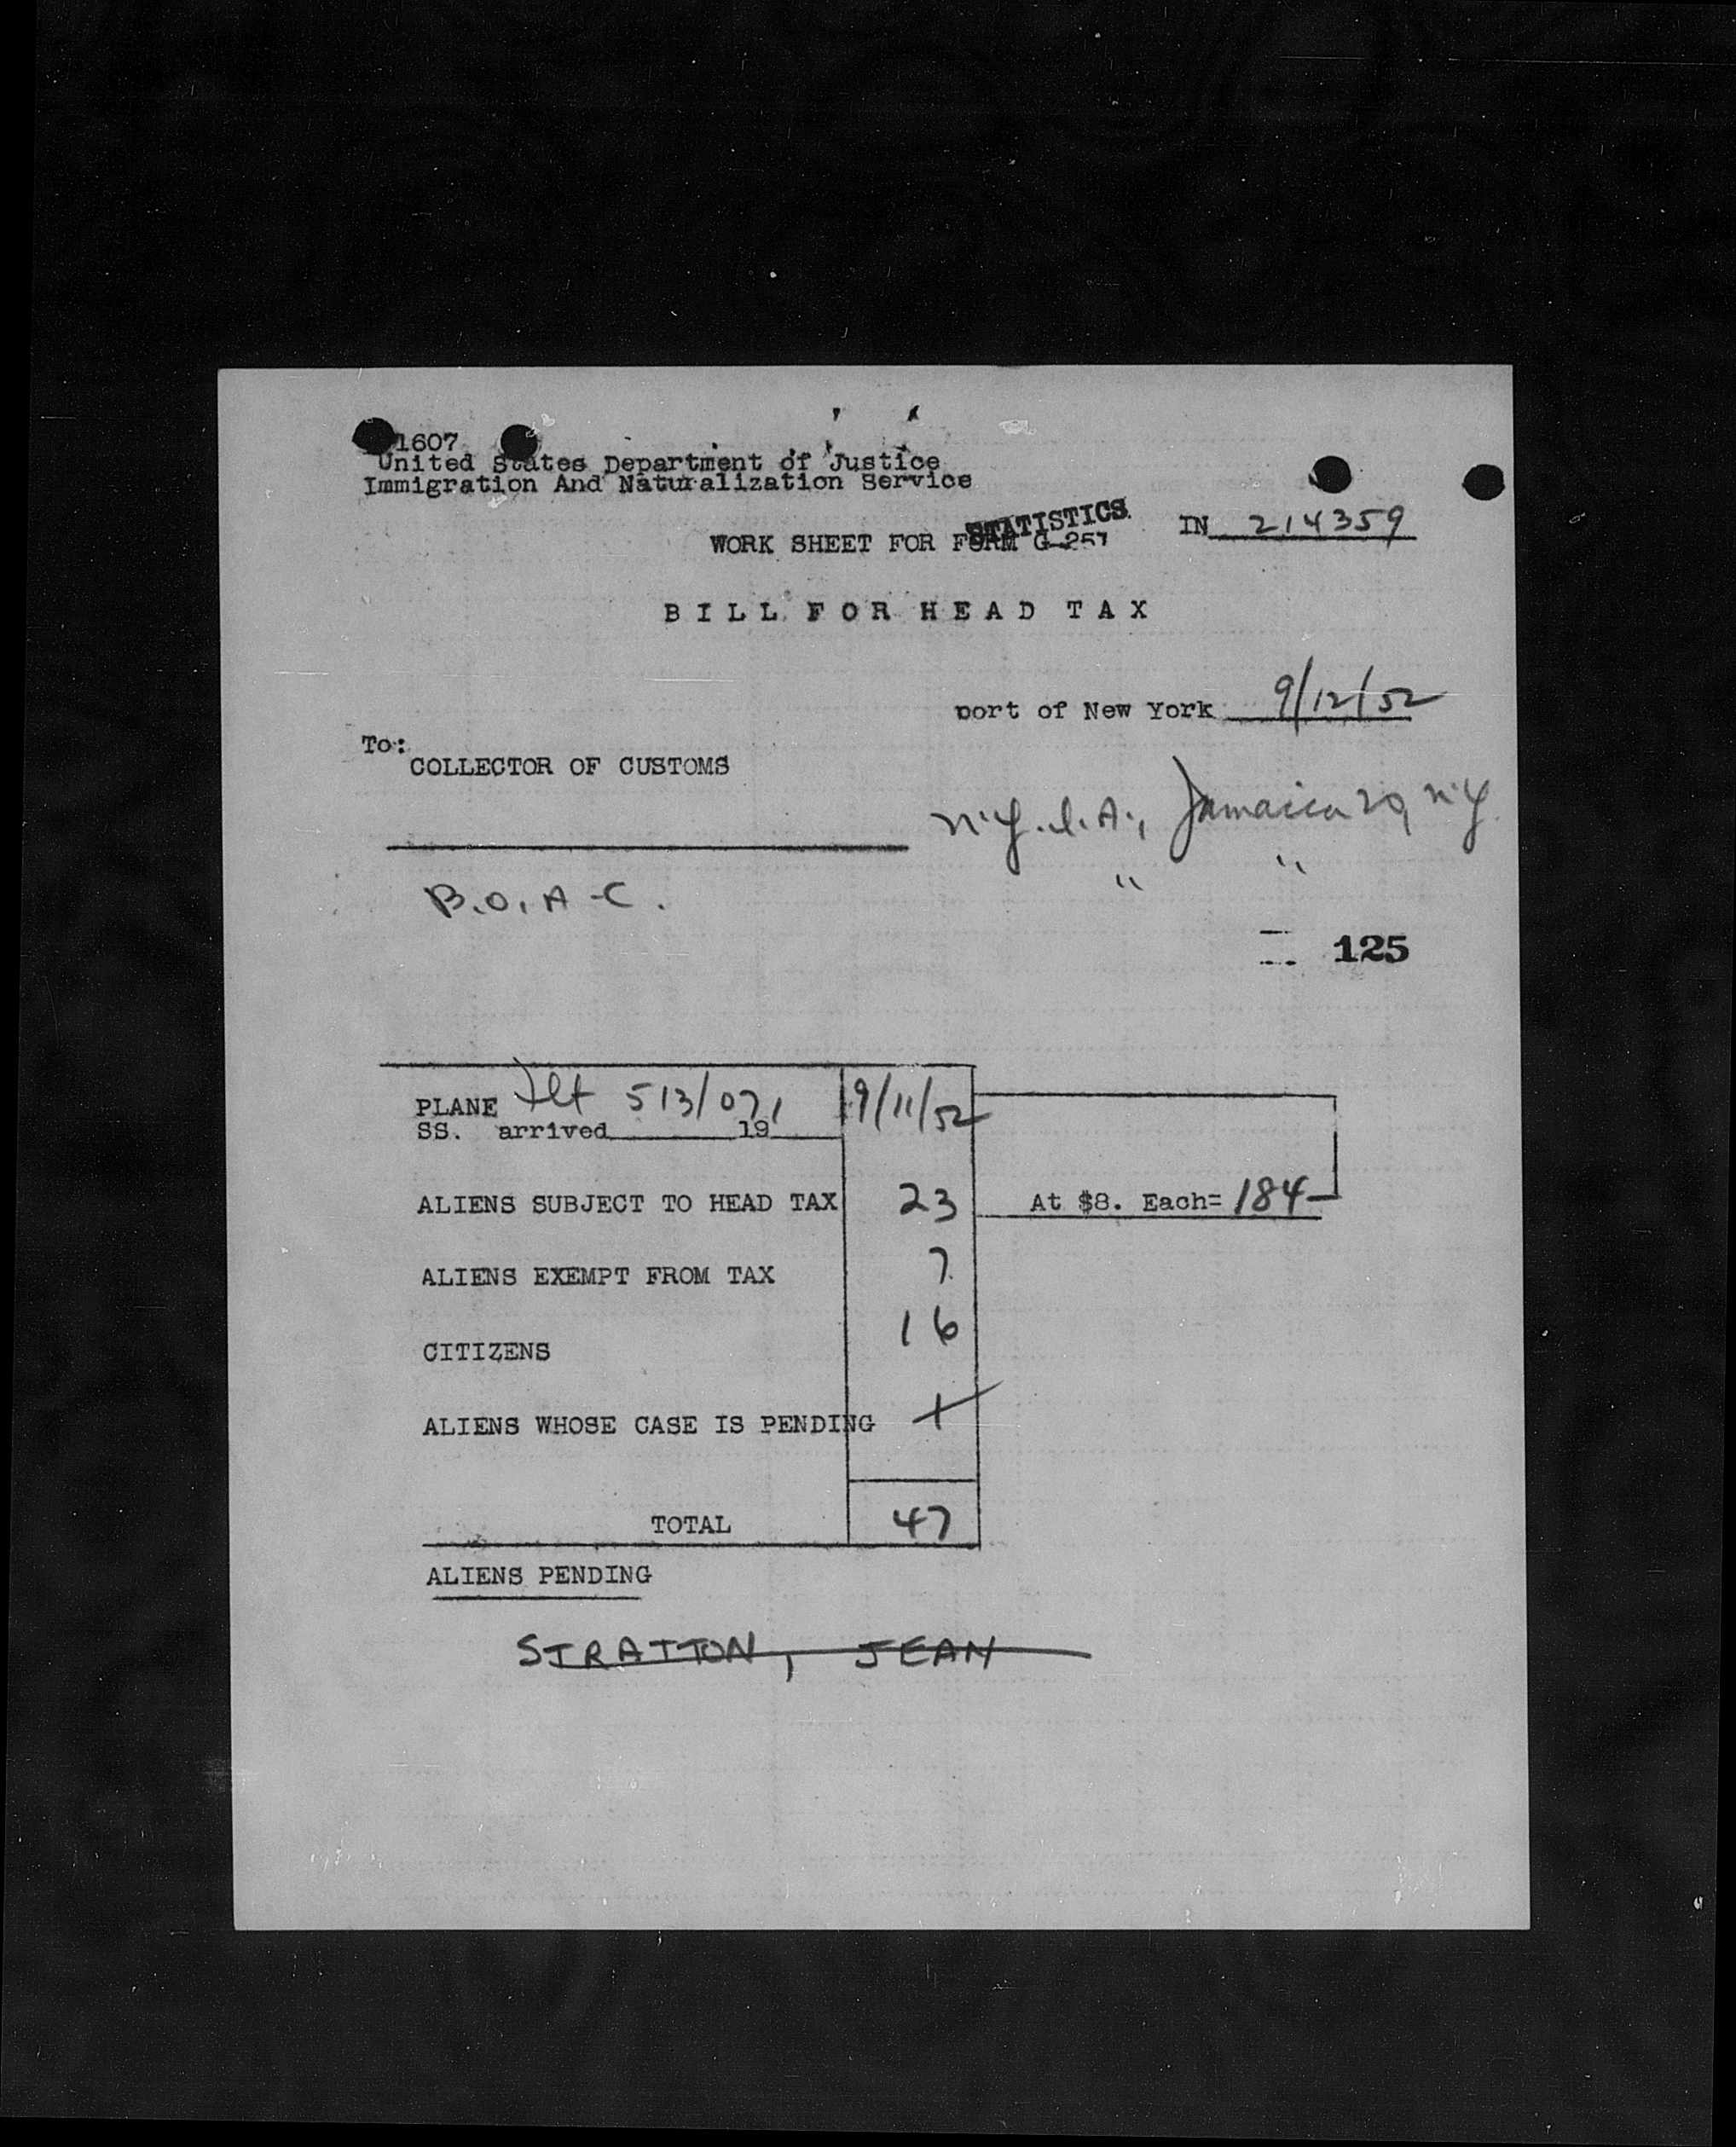 1607
United States Department of Justice
Immigration And Naturalization Service
STATISTICS
WORK SHEET FOR FORM G-257 IN 214359
BILL FOR HEAD TAX
port of New York 9/12/52
To:
COLLECTOR OF CUSTOMS
N.Y.I.A., Jamaica 20, N.Y.
" "
B.O.A.C.
125
PLANE Flt 513/071 9/11/52
SS. arrived 19
ALIENS SUBJECT TO HEAD TAX 23 At $8. Each= 184
ALIENS EXEMPT FROM TAX 7
CITIZENS 16
ALIENS WHOSE CASE IS PENDING 1
TOTAL 47
ALIENS PENDING
STRATTON, JEAN